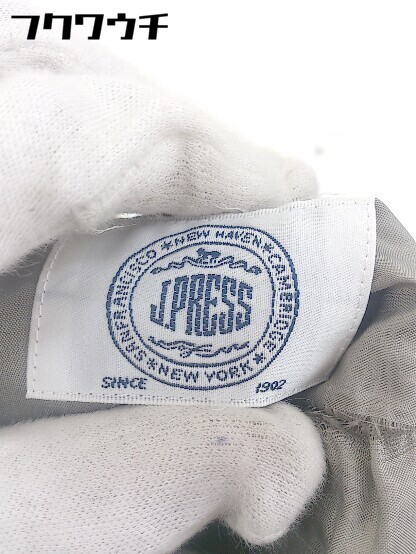 フクワウチ
SAN FRANCISCO * NEW HAVEN * CAMBRIDGE * NEW YORK *
J.PRESS
SINCE 1902